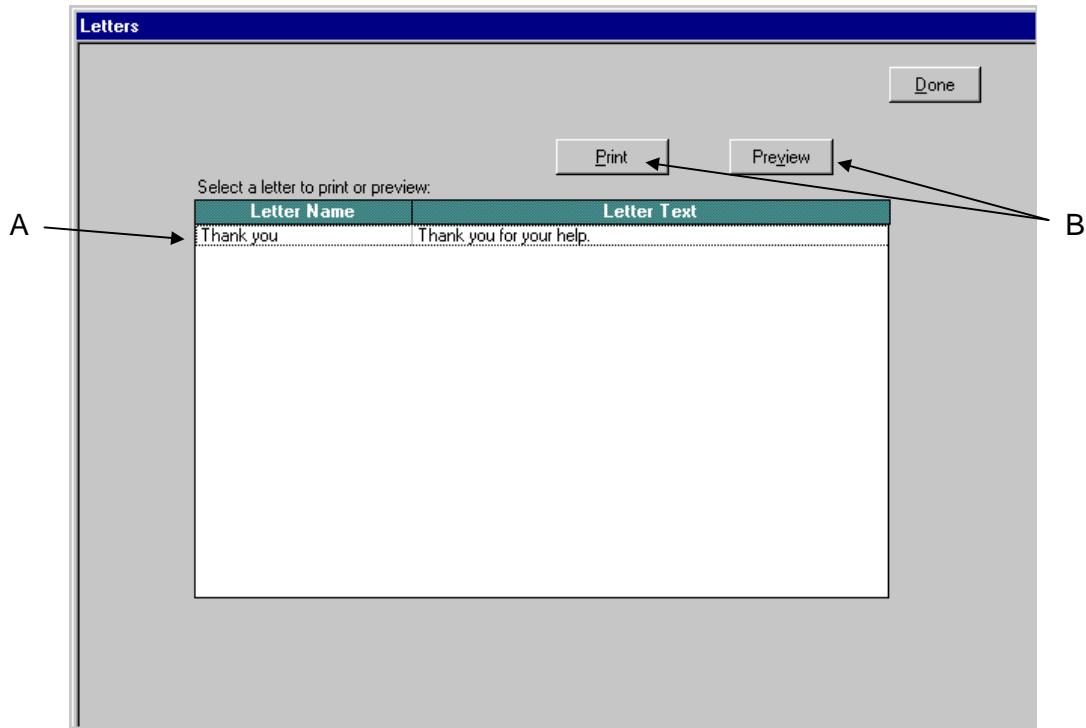 Letters
Done
Print Preview
Select a letter to print or preview:
Letter Name Letter Text
A Thank you Thank you for your help. B